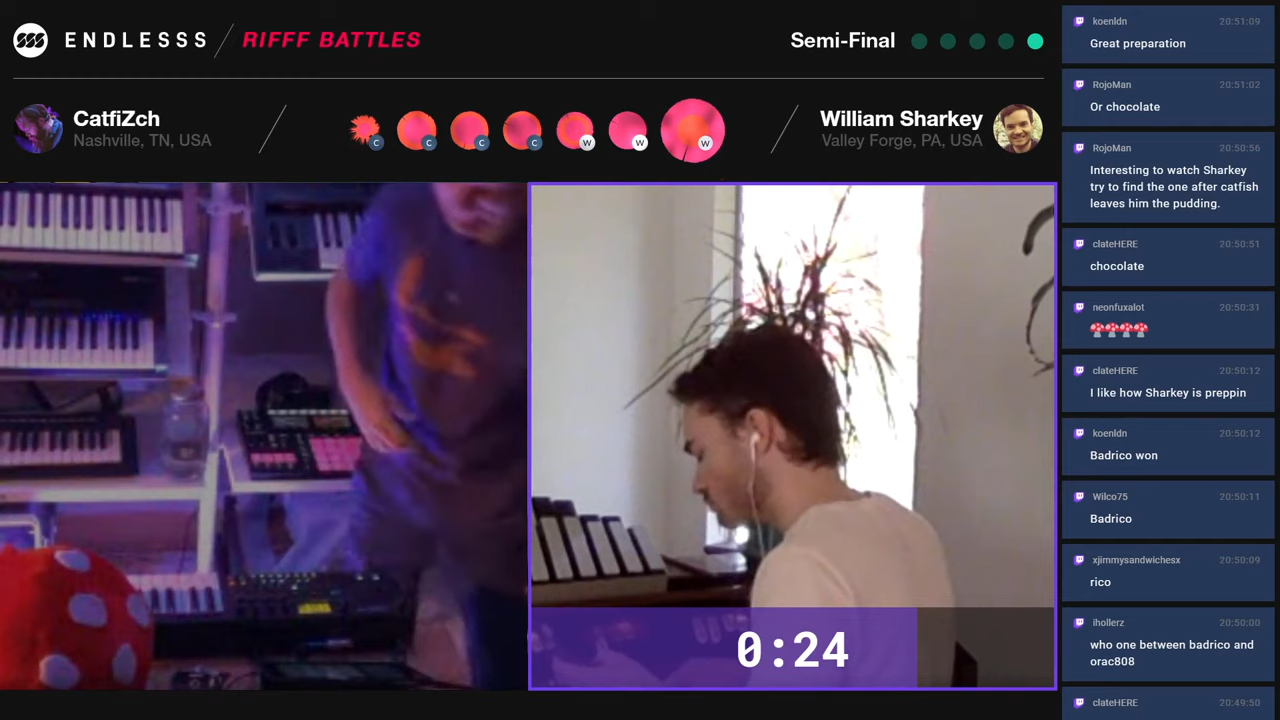 ENDLESSS / RIFFF BATTLES
Semi-Final
CatfiZch
Nashville, TN, USA
C
C
C
C
W
W
W
William Sharkey
Valley Forge, PA, USA
0:24
koenldn 20:51:09
Great preparation
RojoMan 20:51:02
Or chocolate
RojoMan 20:50:56
Interesting to watch Sharkey
try to find the one after catfish
leaves him the pudding.
clateHERE 20:50:51
chocolate
neonfuxalot 20:50:31
🍄🍄🍄🍄
clateHERE 20:50:12
I like how Sharkey is preppin
koenldn 20:50:12
Badrico won
Wilco75 20:50:11
Badrico
xjimmysandwichesx 20:50:09
rico
ihollerz 20:50:00
who one between badrico and
orac808
clateHERE 20:49:50